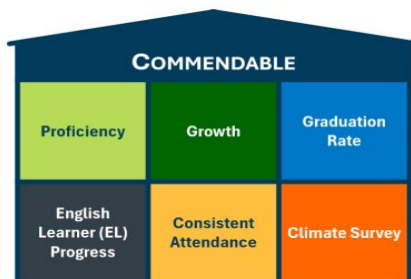 COMMENDABLE
Proficiency
Growth
Graduation
Rate
English
Learner (EL)
Progress
Consistent
Attendance
Climate Survey